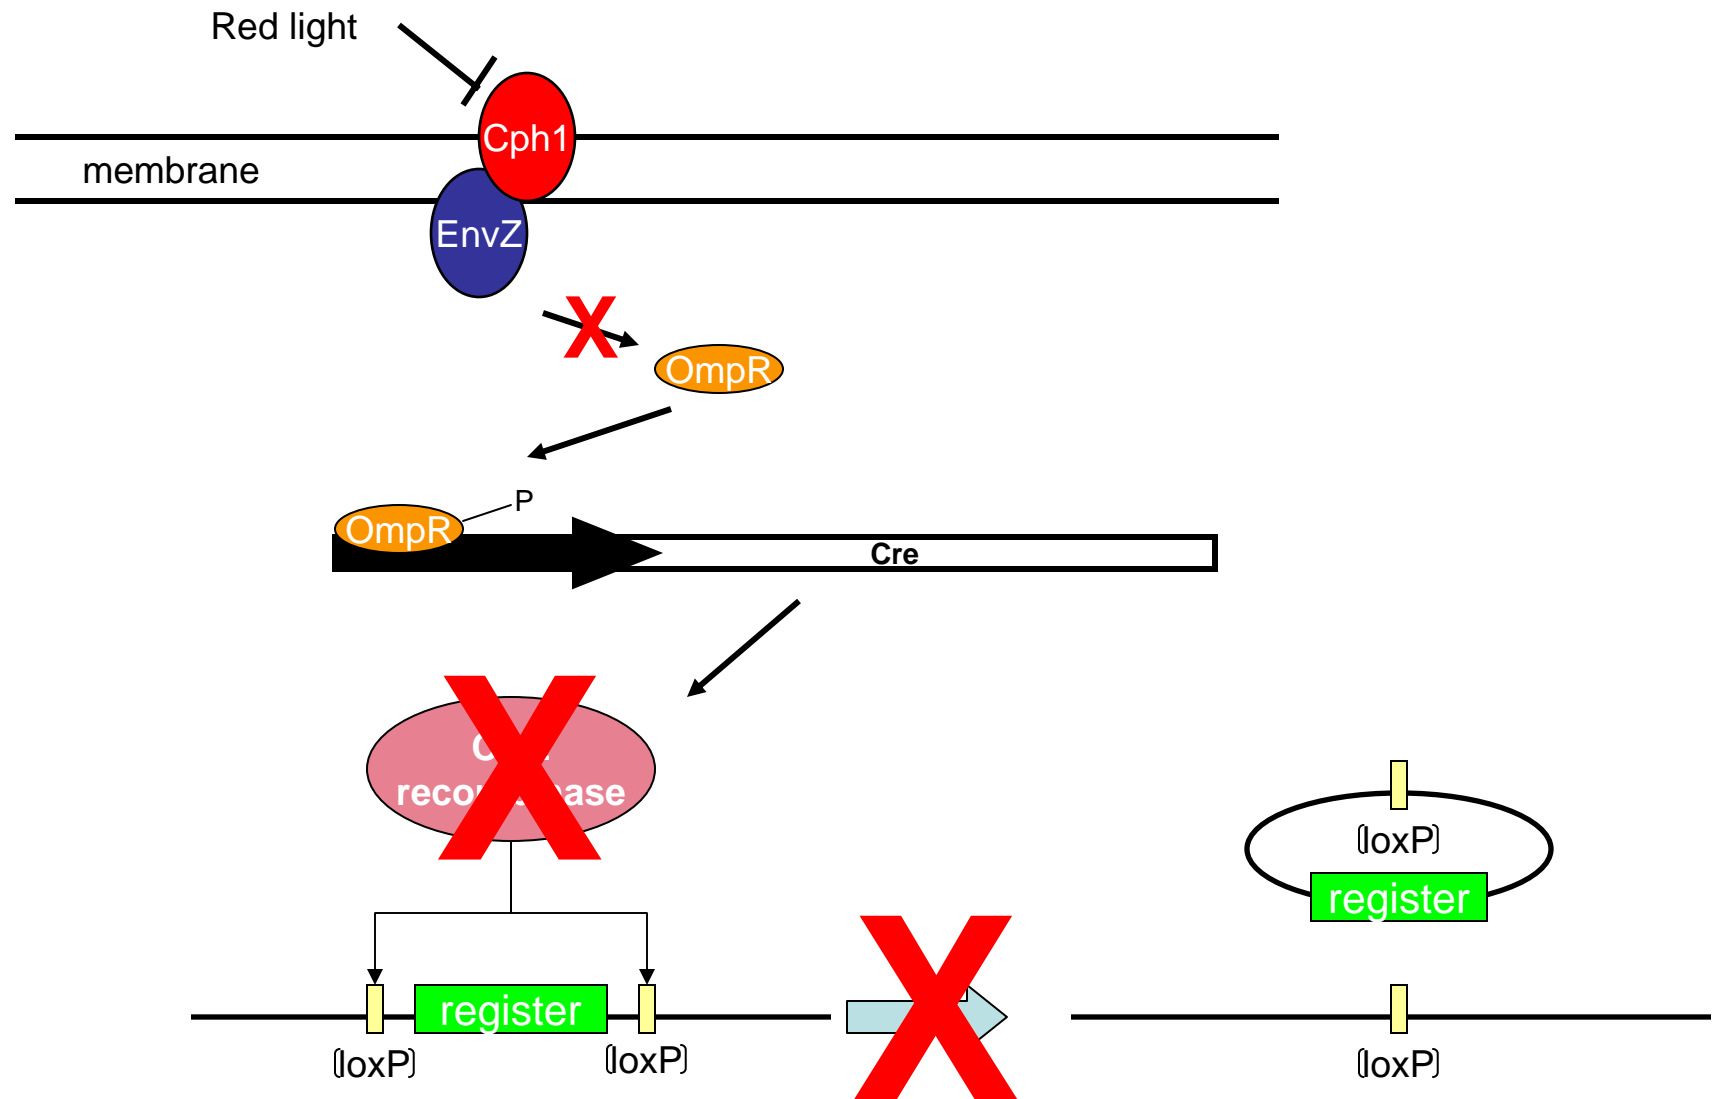 Red light
Cph1
membrane
EnvZ
X
OmpR
P
OmpR
Cre
X
loxP
register
X
register
loxP
loxP
loxP